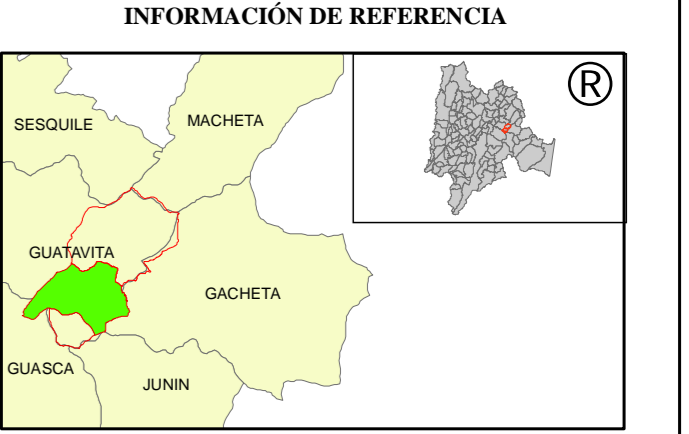 INFORMACIÓN DE REFERENCIA
SESQUILE
MACHETA
®
GUATAVITA
GACHETA
GUASCA
JUNIN